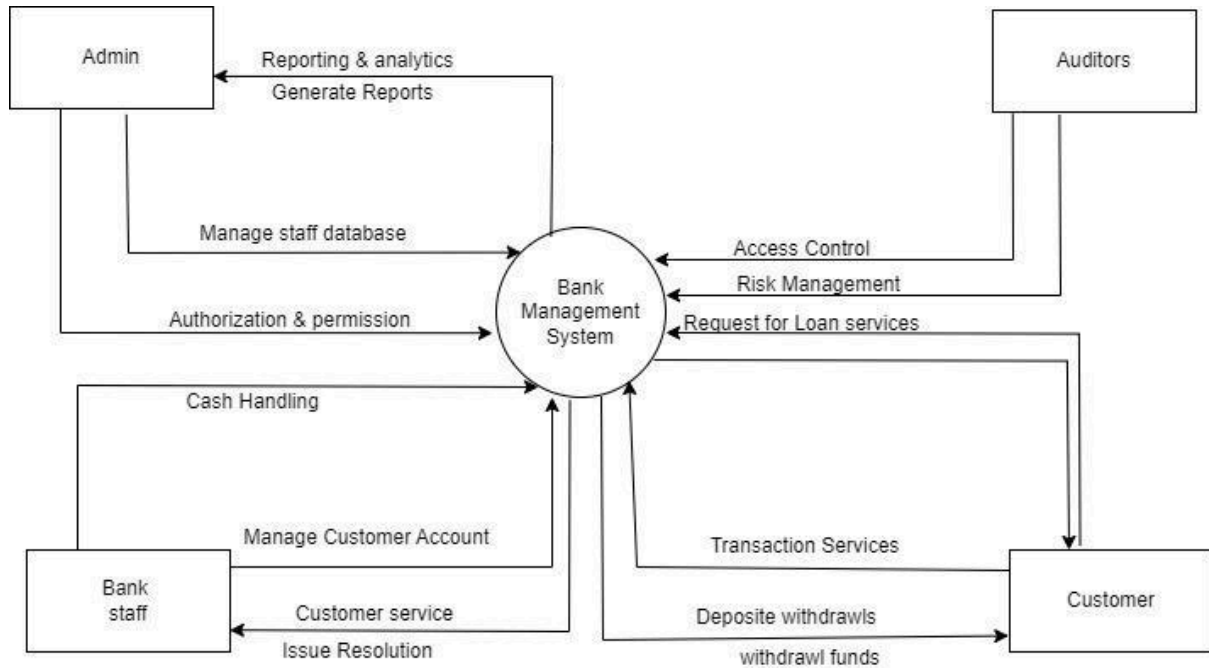 Admin
Reporting & analytics
Generate Reports
Auditors
Manage staff database
Access Control
Bank
Management
System
Risk Management
Authorization & permission
Request for Loan services
Cash Handling
Manage Customer Account
Transaction Services
Bank
staff
Customer service
Issue Resolution
Deposite withdrawls
withdrawl funds
Customer